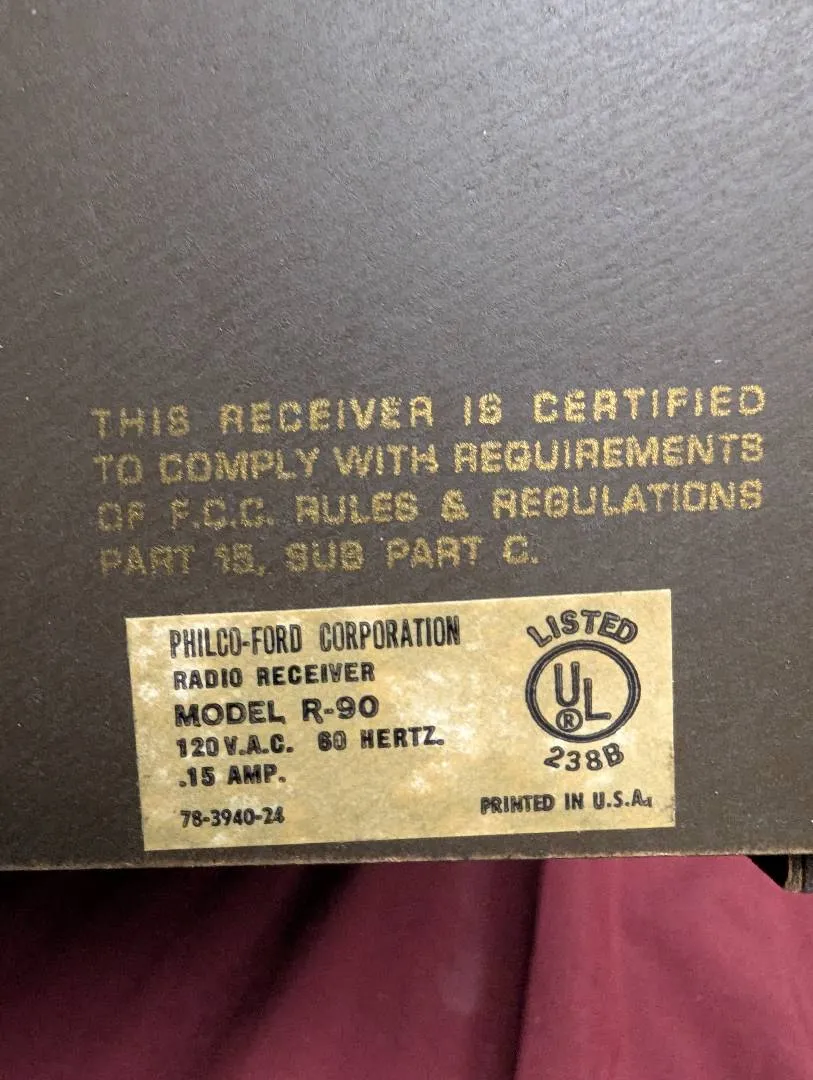 THIS RECEIVER IS CERTIFIED
TO COMPLY WITH REQUIREMENTS
OF F.C.C. RULES & REGULATIONS
PART 15, SUB PART C.
PHILCO-FORD CORPORATION
RADIO RECEIVER
MODEL R-90
120 V.A.C. 60 HERTZ.
.15 AMP.
78-3940-24
LISTED
UL
®
238B
PRINTED IN U.S.A.